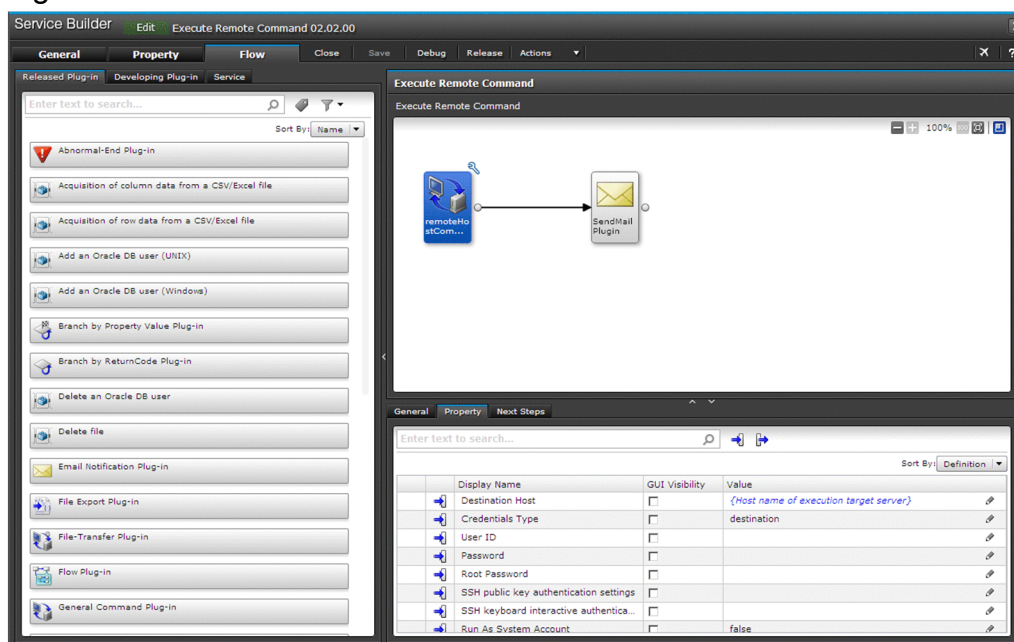 Service Builder Edit Execute Remote Command 02.02.00
General Property Flow Close Save Debug Release Actions
Released Plug-in Developing Plug-in Service
Enter text to search...
Sort By: Name
Abnormal-End Plug-in
Acquisition of column data from a CSV/Excel file
Acquisition of row data from a CSV/Excel file
Add an Oracle DB user (UNIX)
Add an Oracle DB user (Windows)
Branch by Property Value Plug-in
Branch by ReturnCode Plug-in
Delete an Oracle DB user
Delete file
Email Notification Plug-in
File Export Plug-in
File-Transfer Plug-in
Flow Plug-in
General Command Plug-in
Execute Remote Command
Execute Remote Command
100%
remoteHo
stCom...
SendMail
Plugin
General Property Next Steps
Enter text to search...
Sort By: Definition
Display Name GUI Visibility Value
Destination Host {Host name of execution target server}
Credentials Type destination
User ID
Password
Root Password
SSH public key authentication settings
SSH keyboard interactive authentica...
Run As System Account false